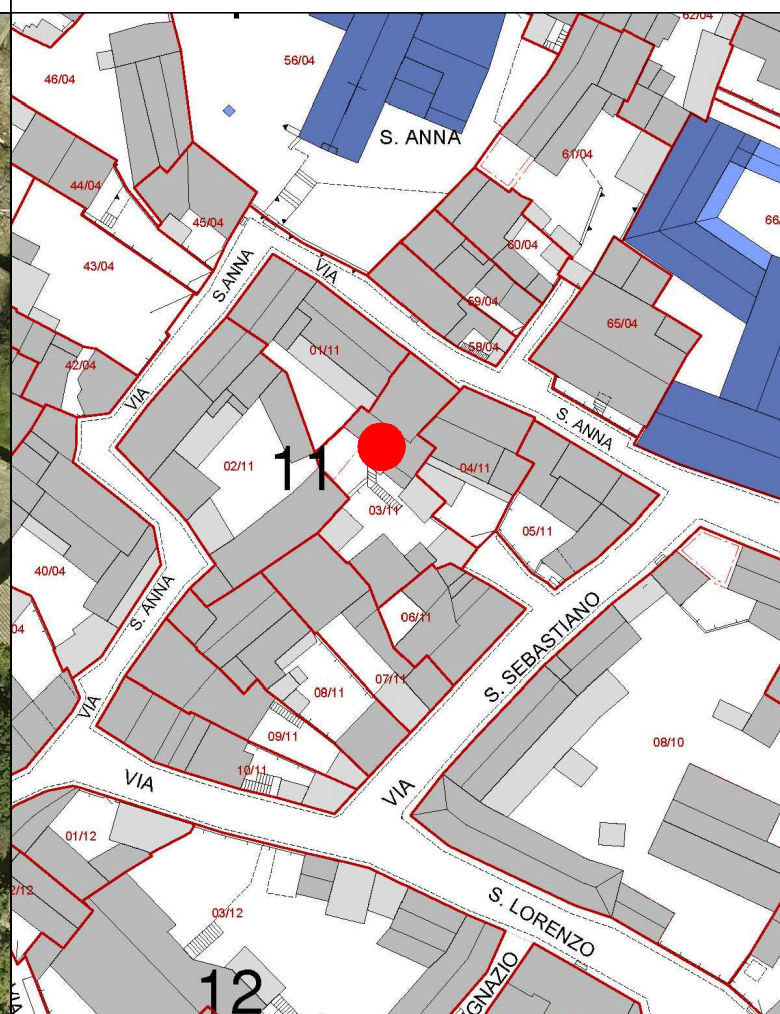 62/04
46/04
56/04
S. ANNA
61/04
44/04
45/04
66/
60/04
43/04
S.ANNA
VIA
59/04
65/04
58/04
01/11
42/04
VIA
S. ANNA
02/11
11
04/11
03/11
05/11
40/04
S. ANNA
06/11
S. SEBASTIANO
04
07/11
08/11
VIA
09/11
08/10
10/11
VIA
VIA
01/12
2/12
03/12
S. LORENZO
12
GNAZIO
VIA